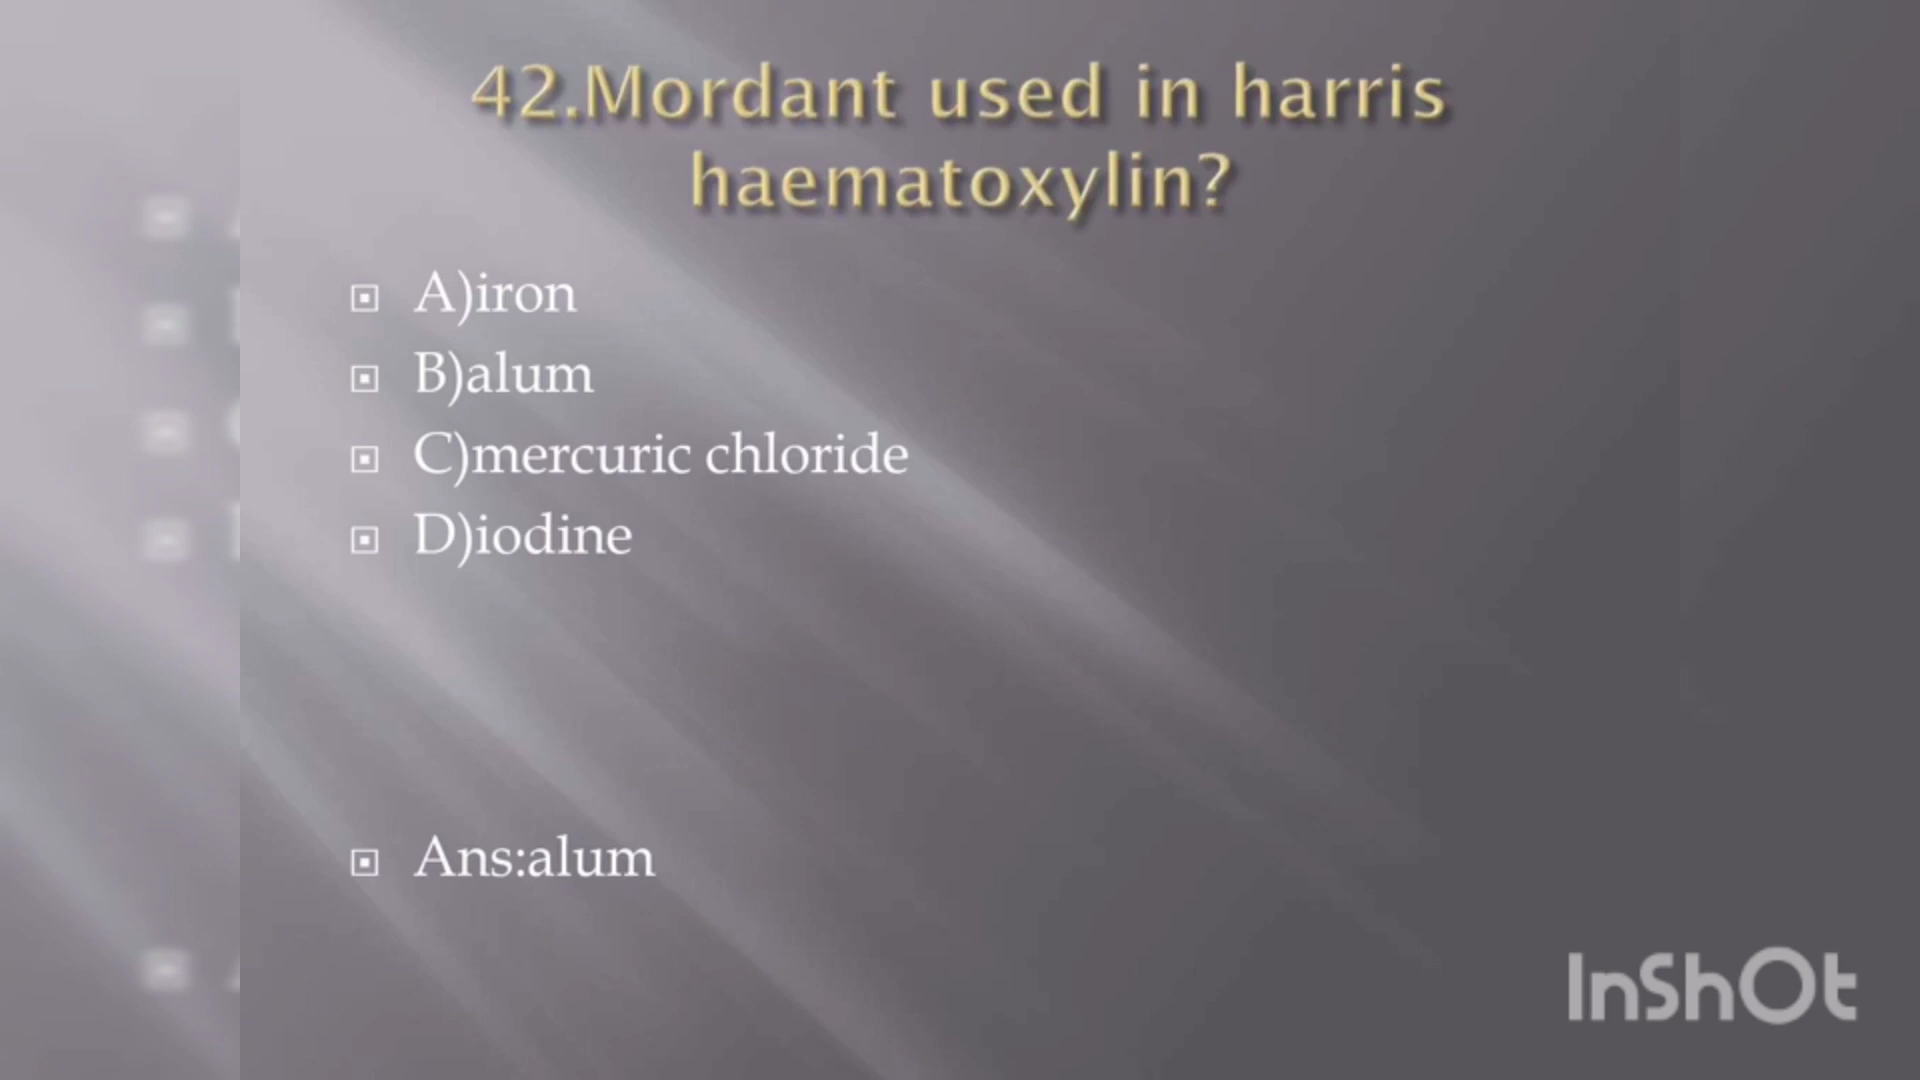 42.Mordant used in harris
haematoxylin?
A)iron
B)alum
C)mercuric chloride
D)iodine
Ans:alum
InShOt